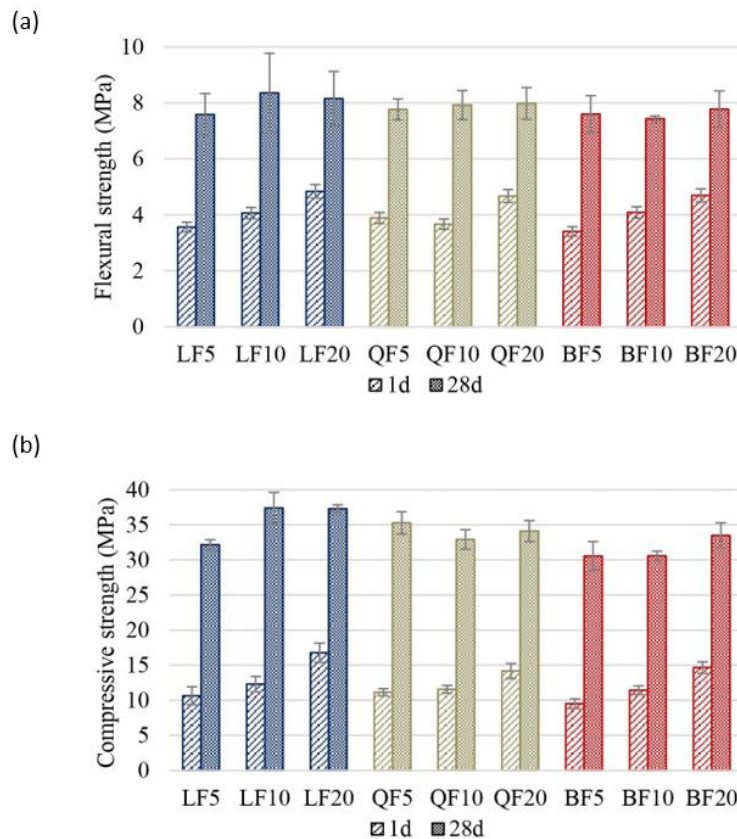 (a)
Flexural strength (MPa)
10
8
6
4
2
0
LF5 LF10 LF20 QF5 QF10 QF20 BF5 BF10 BF20
1d 28d
(b)
Compressive strength (MPa)
40
35
30
25
20
15
10
5
0
LF5 LF10 LF20 QF5 QF10 QF20 BF5 BF10 BF20
1d 28d